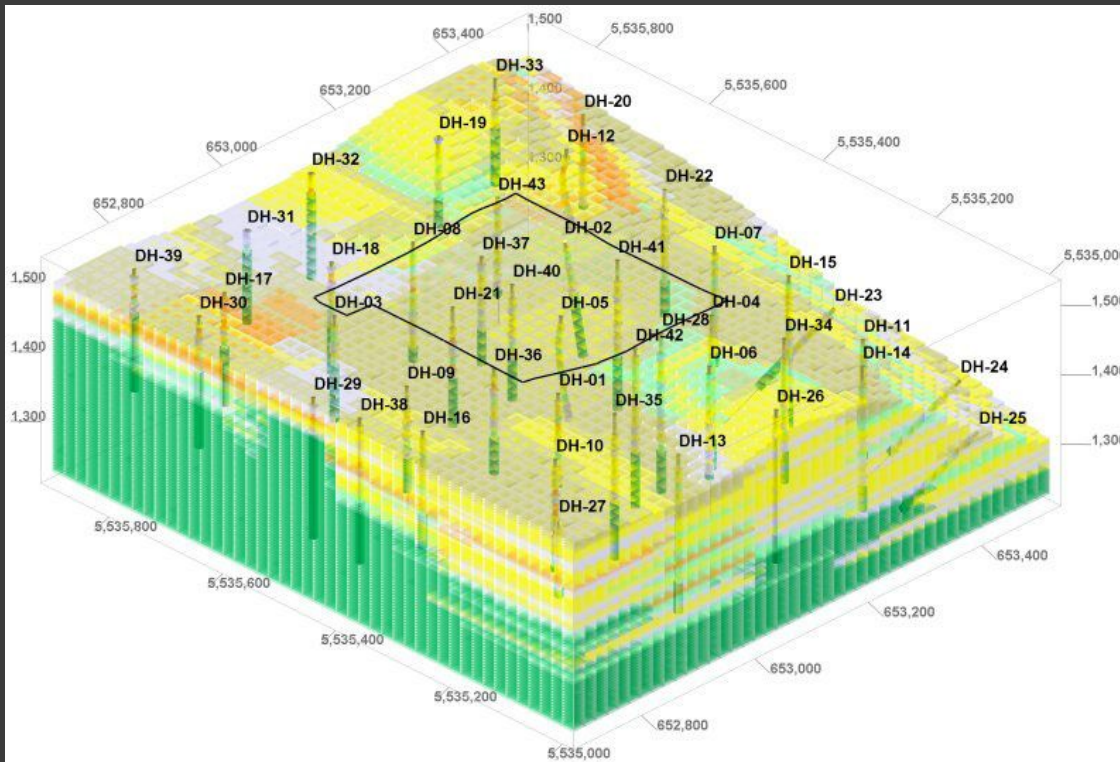 1,500
5,535,800
653,400
DH-33
1,400
5,535,600
653,200
DH-20
DH-19
DH-12
5,535,400
653,000
1,300
DH-32
DH-43
DH-22
5,535,200
652,800
DH-31
DH-08
DH-02
DH-07
5,535,000
DH-39
DH-18
DH-37
DH-41
DH-15
1,500
DH-17
DH-40
DH-30
DH-03
DH-21
DH-05
DH-04
DH-23
1,500
1,400
DH-28
DH-34
DH-11
DH-42
DH-36
DH-06
DH-14
DH-24
1,400
DH-09
DH-01
DH-29
DH-38
DH-35
DH-26
1,300
DH-16
DH-10
DH-13
DH-25
1,300
DH-27
5,535,800
653,400
5,535,600
653,200
5,535,400
653,000
5,535,200
652,800
5,535,000